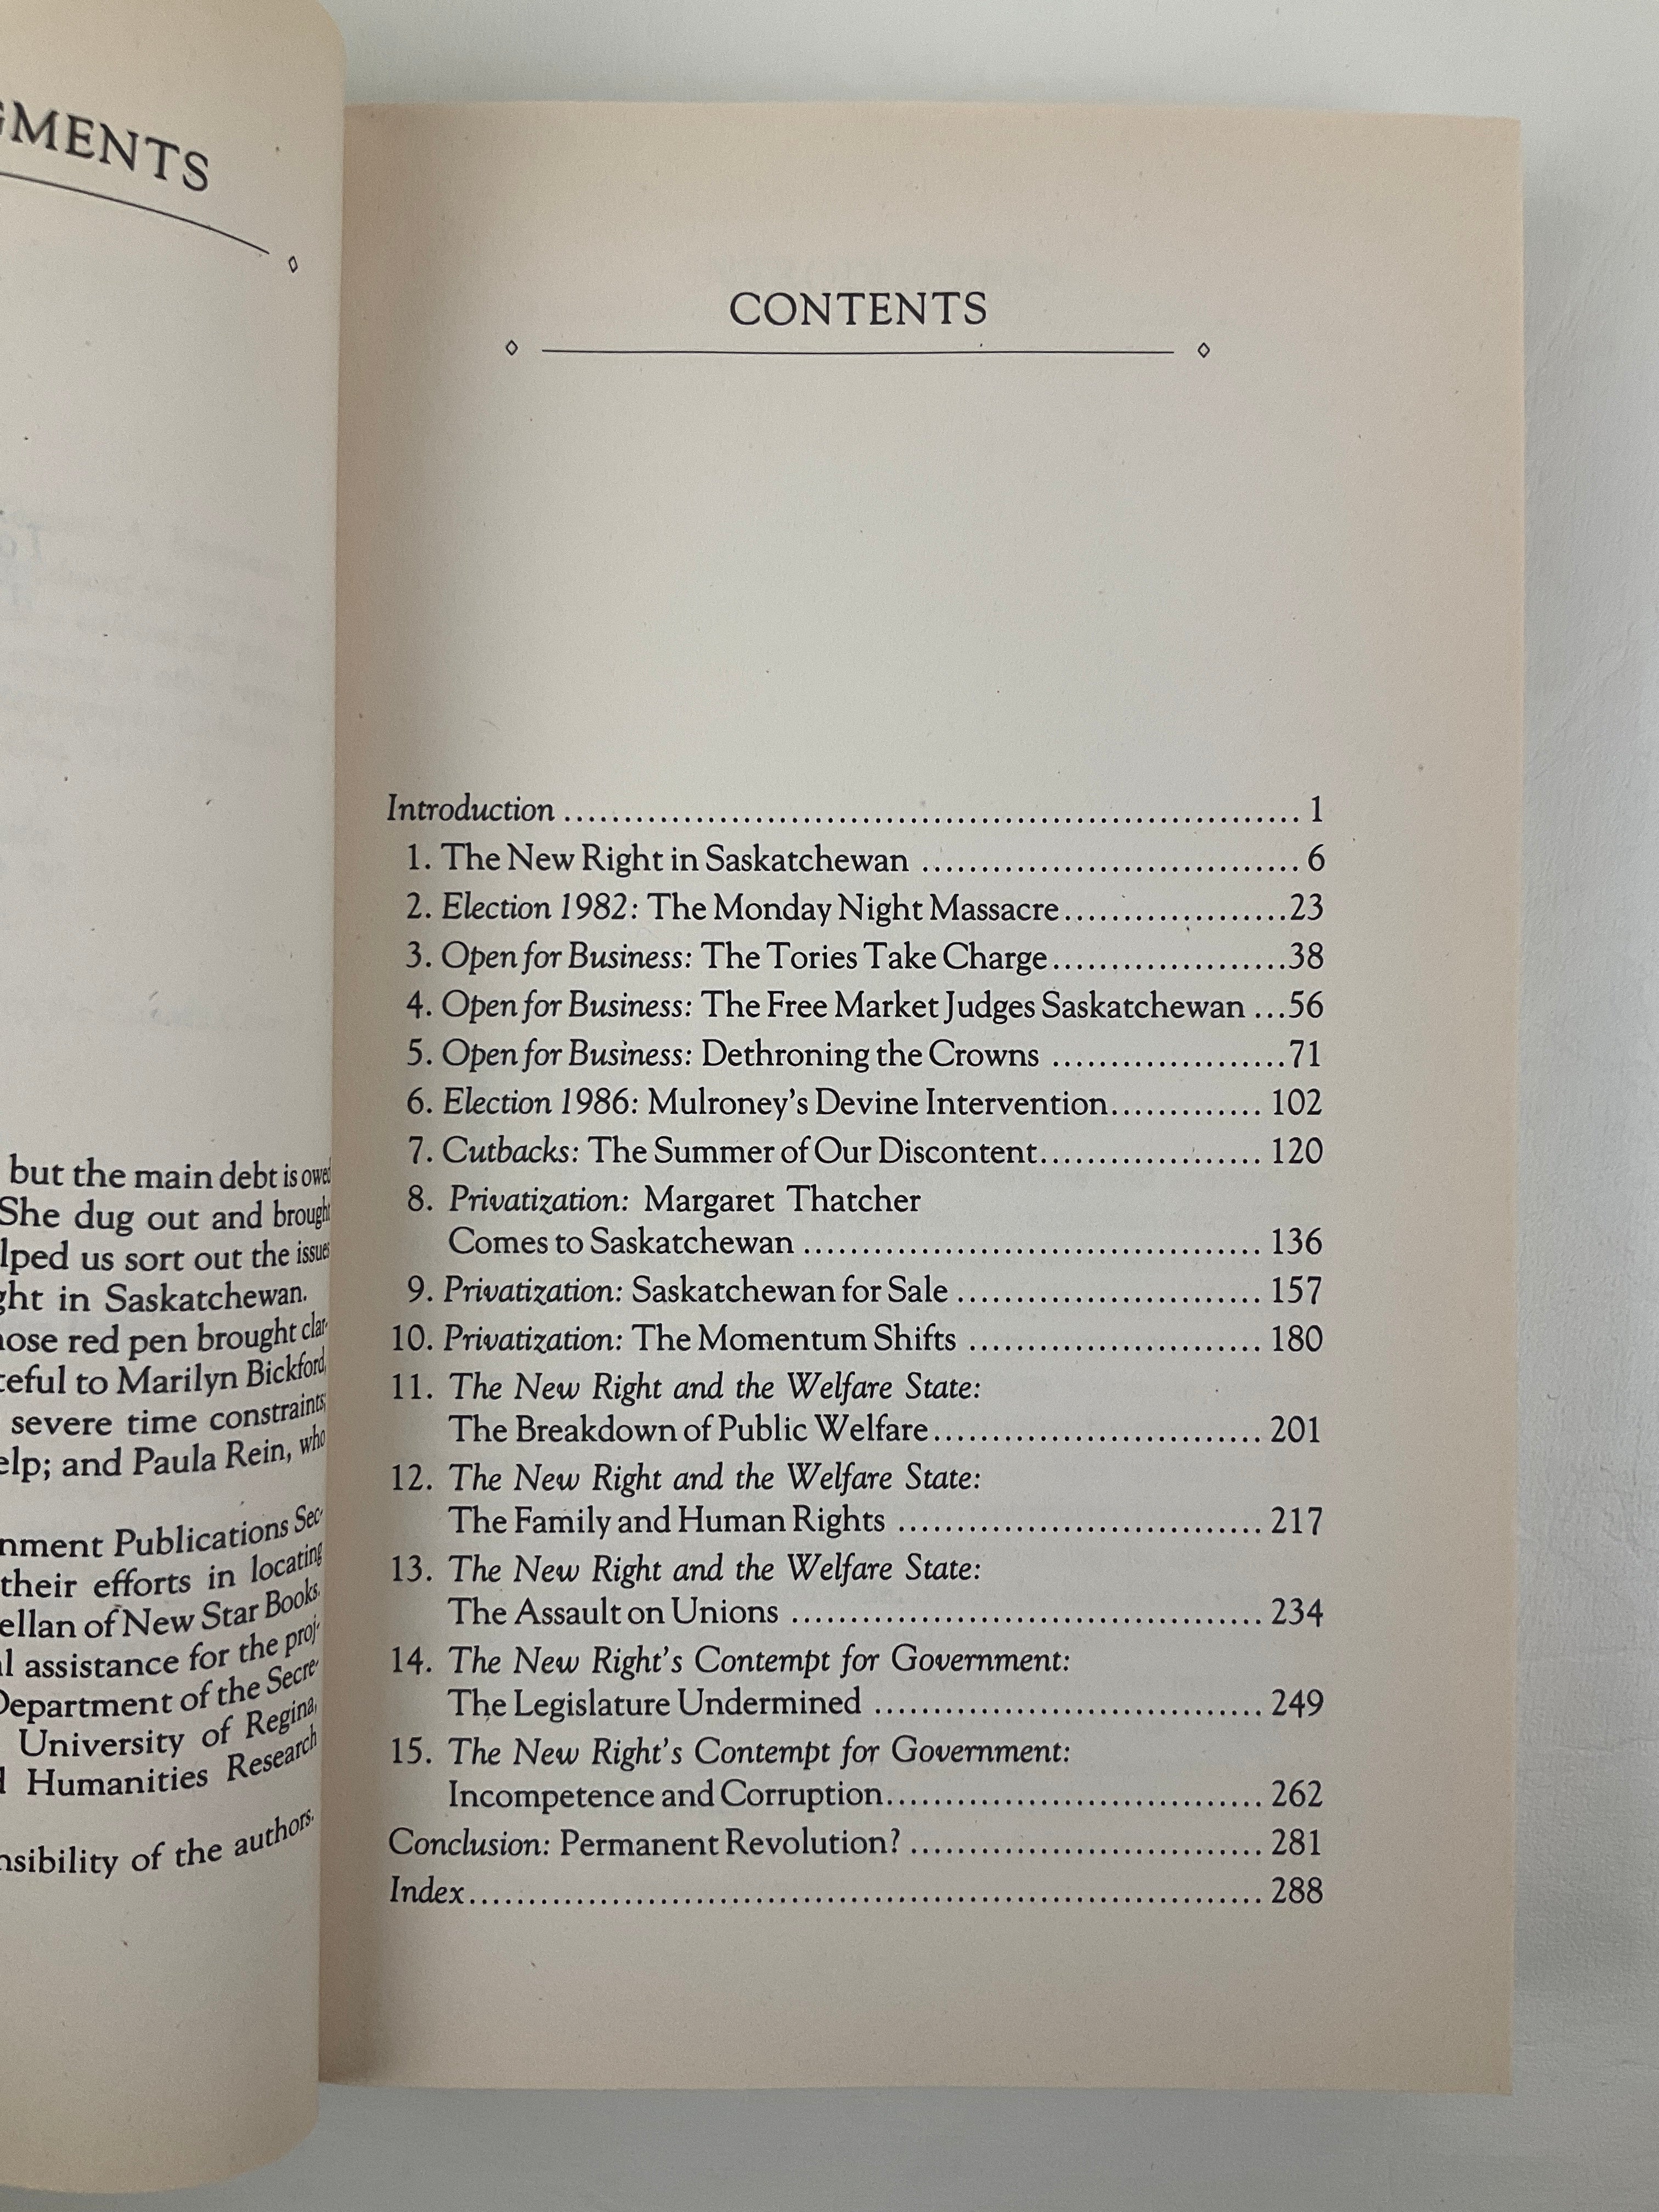 GMENTS
but the main debt is owed
She dug out and brought
lped us sort out the issues
ght in Saskatchewan.
nose red pen brought clar-
teful to Marilyn Bickford,
severe time constraints;
elp; and Paula Rein, who
nment Publications Sec-
their efforts in locating
ellan of New Star Books,
l assistance for the proj-
Department of the Secre-
University of Regina,
d Humanities Research
nsibility of the authors.
CONTENTS
Introduction .......... 1
1. The New Right in Saskatchewan .......... 6
2. Election 1982: The Monday Night Massacre .......... 23
3. Open for Business: The Tories Take Charge .......... 38
4. Open for Business: The Free Market Judges Saskatchewan ... 56
5. Open for Business: Dethroning the Crowns .......... 71
6. Election 1986: Mulroney's Devine Intervention .......... 102
7. Cutbacks: The Summer of Our Discontent .......... 120
8. Privatization: Margaret Thatcher
Comes to Saskatchewan .......... 136
9. Privatization: Saskatchewan for Sale .......... 157
10. Privatization: The Momentum Shifts .......... 180
11. The New Right and the Welfare State:
The Breakdown of Public Welfare .......... 201
12. The New Right and the Welfare State:
The Family and Human Rights .......... 217
13. The New Right and the Welfare State:
The Assault on Unions .......... 234
14. The New Right's Contempt for Government:
The Legislature Undermined .......... 249
15. The New Right's Contempt for Government:
Incompetence and Corruption .......... 262
Conclusion: Permanent Revolution? .......... 281
Index .......... 288